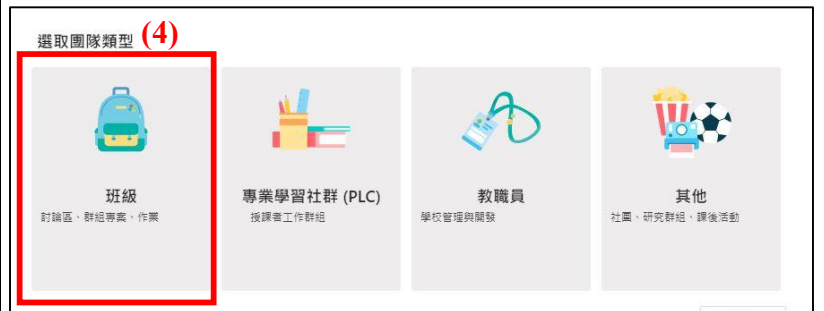 選取團隊類型 (4)
班級
討論區、群組專案、作業
專業學習社群 (PLC)
授課者工作群組
教職員
學校管理與開發
其他
社團、研究群組、課後活動